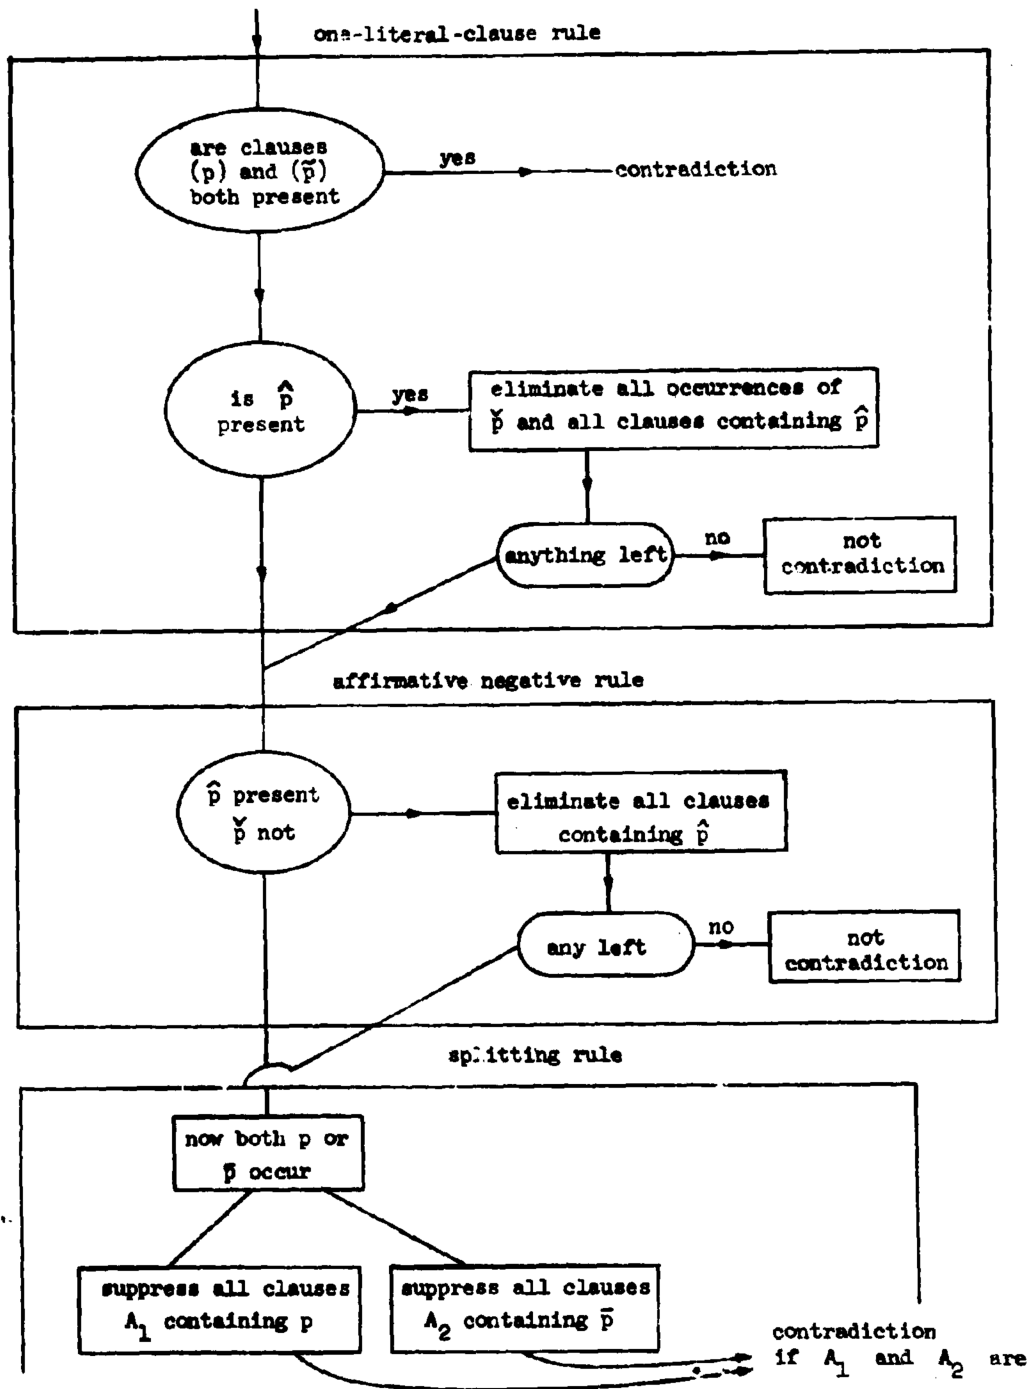 one-literal-clause rule
are clauses
(p) and (p̃)
both present
yes
contradiction
is p̂
present
yes
eliminate all occurrences of
p̌ and all clauses containing p̂
anything left
no
not
contradiction
affirmative negative rule
p̂ present
p̌ not
eliminate all clauses
containing p̂
any left
no
not
contradiction
splitting rule
now both p or
p̄ occur
suppress all clauses
A₁ containing p
suppress all clauses
A₂ containing p̄
contradiction
if A₁ and A₂ are